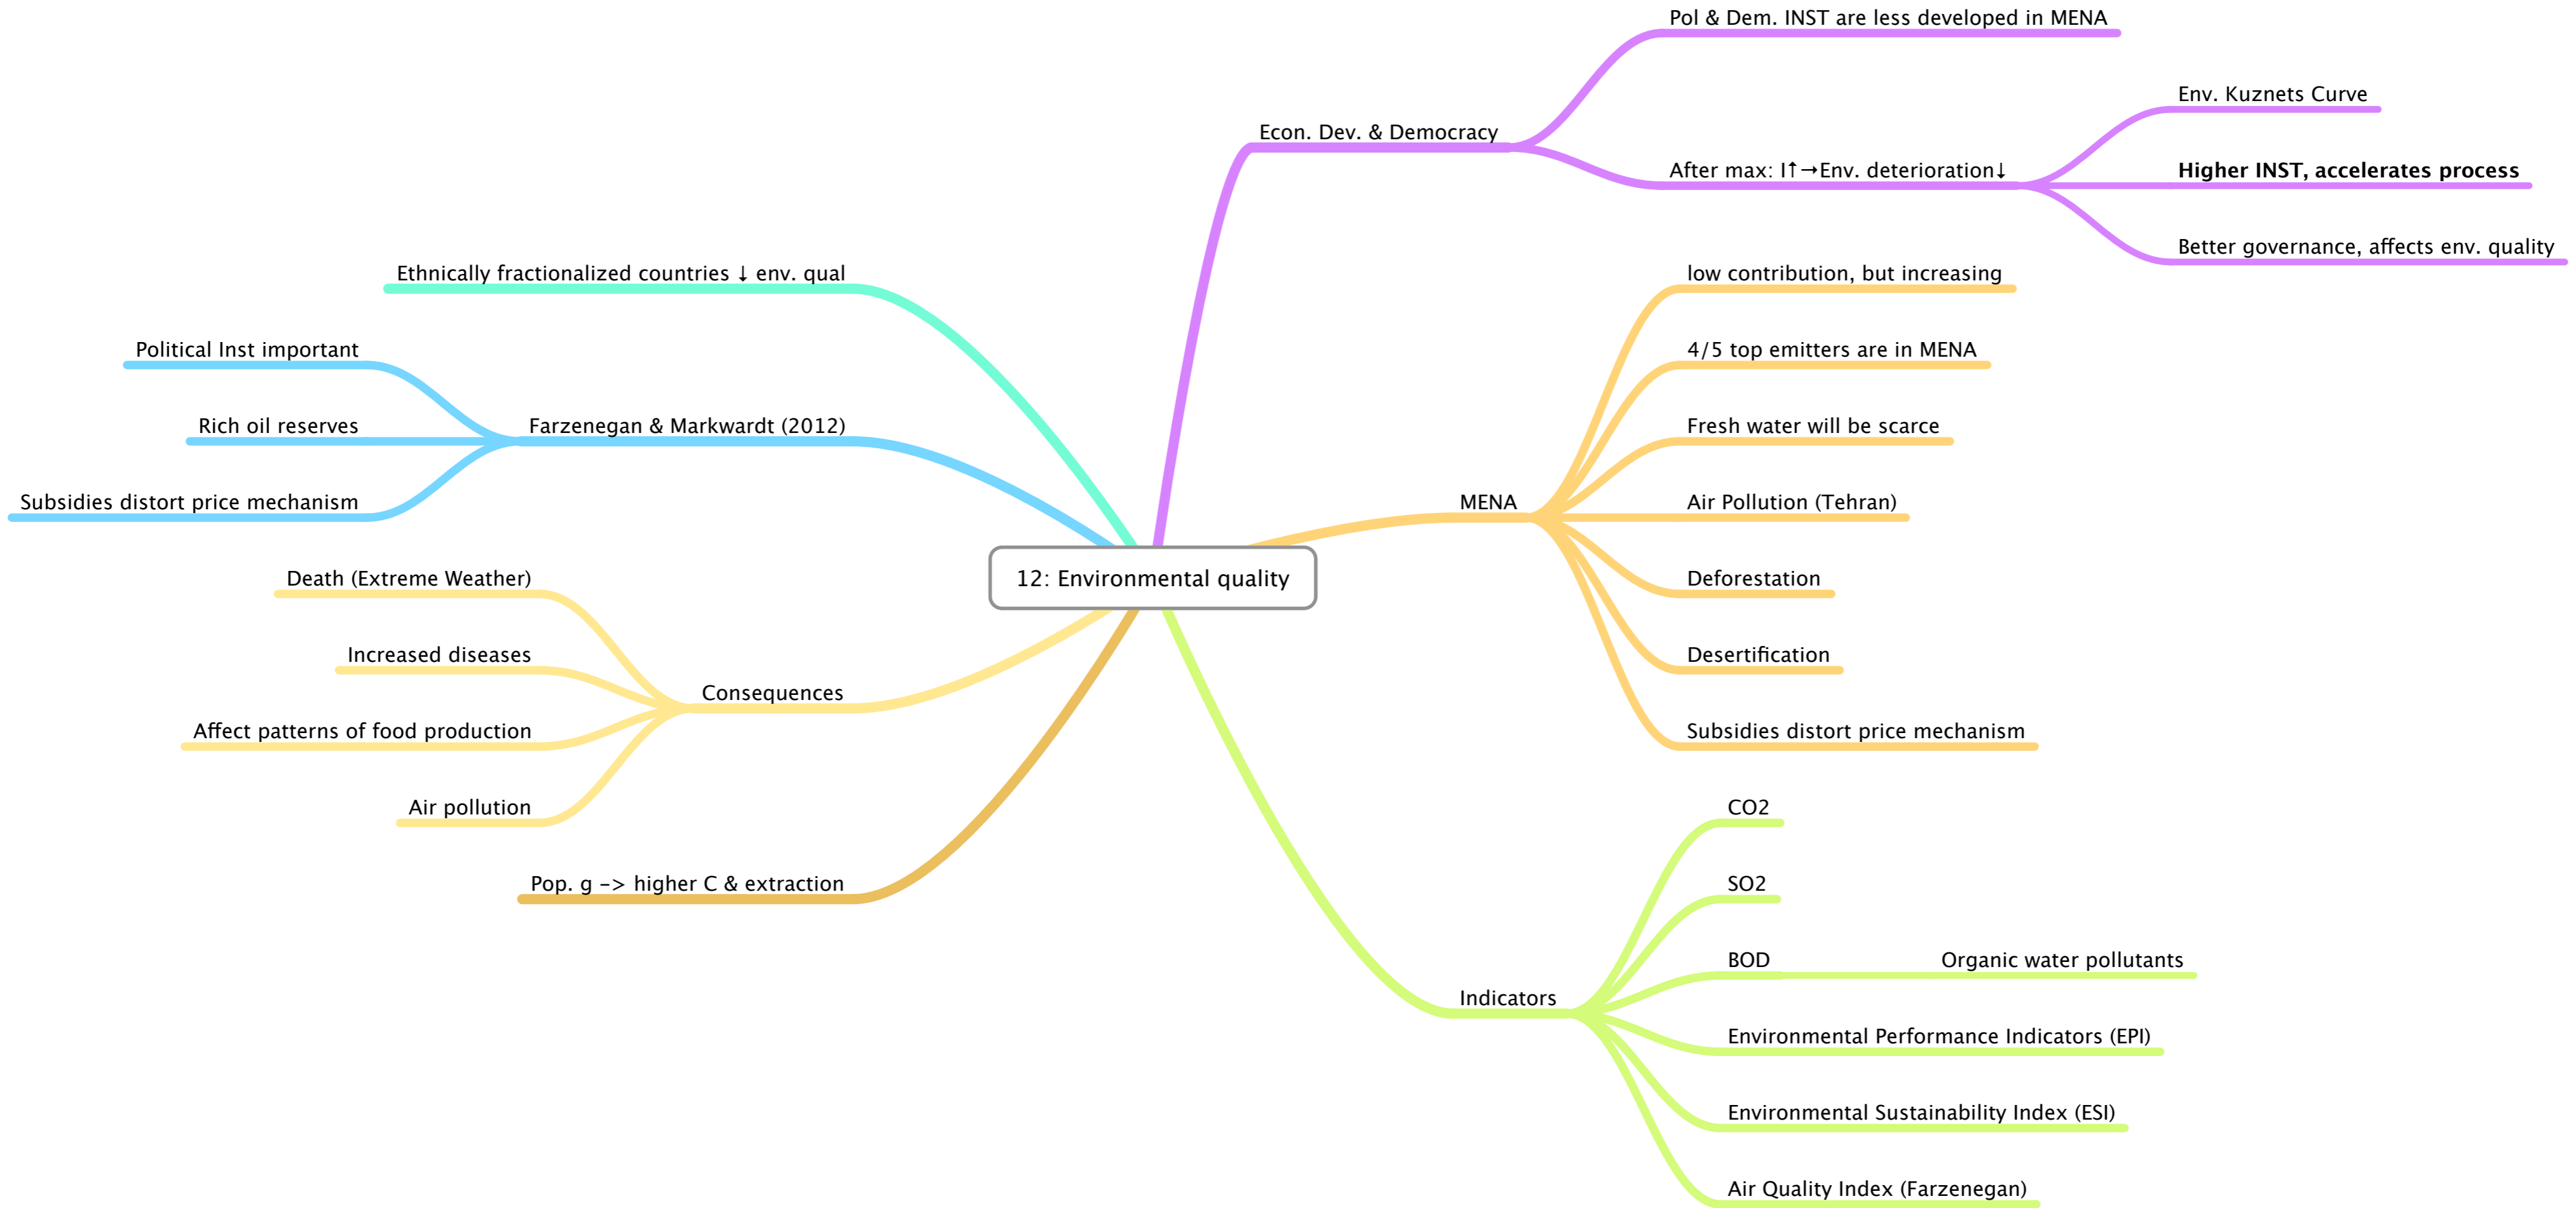 12: Environmental quality
Econ. Dev. & Democracy
Pol & Dem. INST are less developed in MENA
After max: I↑→Env. deterioration↓
Env. Kuznets Curve
Higher INST, accelerates process
Better governance, affects env. quality
MENA
low contribution, but increasing
4/5 top emitters are in MENA
Fresh water will be scarce
Air Pollution (Tehran)
Deforestation
Desertification
Subsidies distort price mechanism
Indicators
CO2
SO2
BOD
Organic water pollutants
Environmental Performance Indicators (EPI)
Environmental Sustainability Index (ESI)
Air Quality Index (Farzenegan)
Ethnically fractionalized countries ↓ env. qual
Farzenegan & Markwardt (2012)
Political Inst important
Rich oil reserves
Subsidies distort price mechanism
Consequences
Death (Extreme Weather)
Increased diseases
Affect patterns of food production
Air pollution
Pop. g –> higher C & extraction